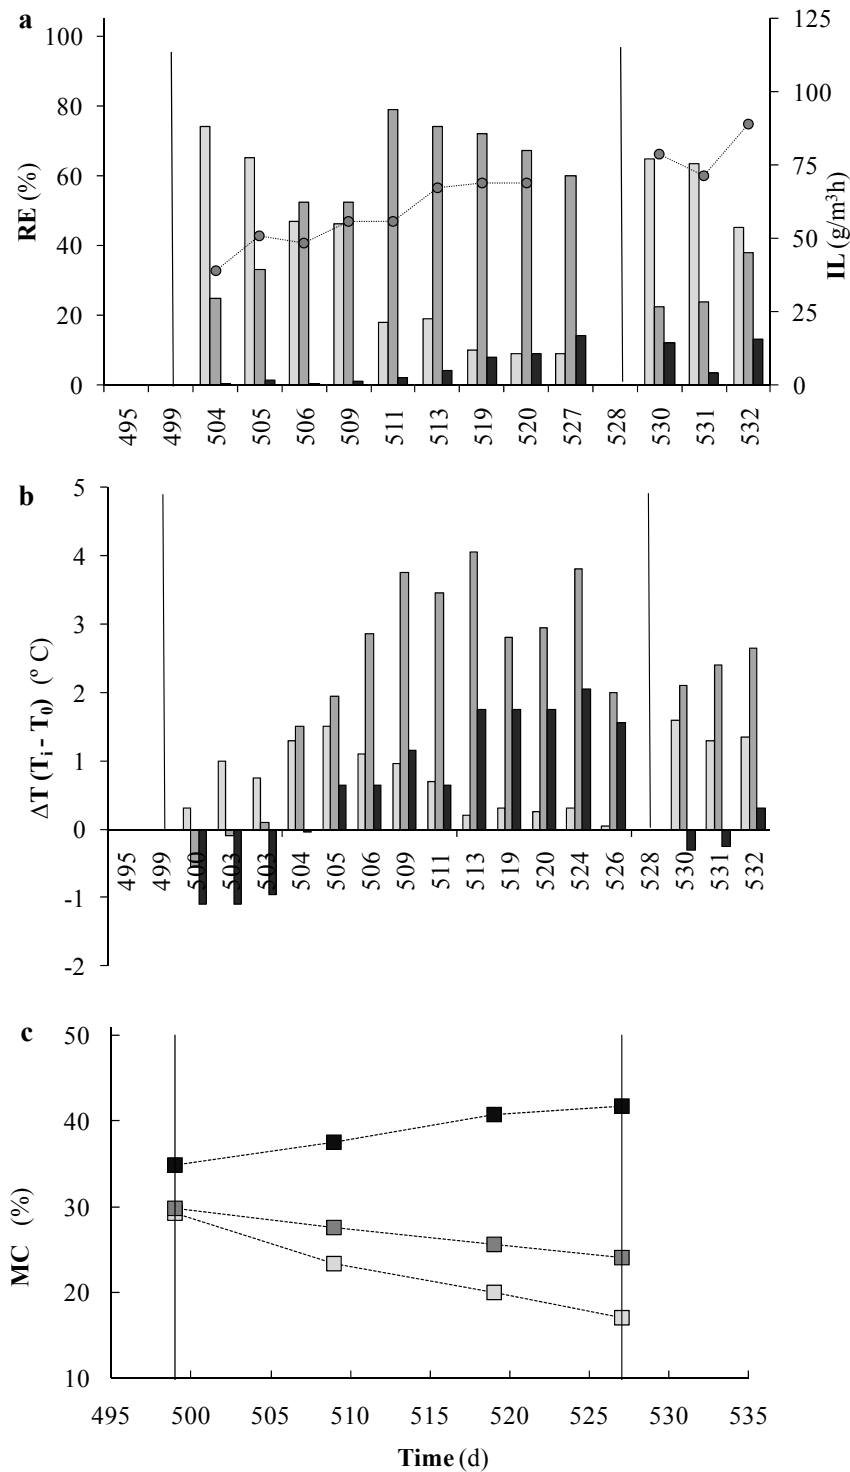 a
RE (%)
100
80
60
40
20
0
125
100
75
50
25
0
IL (g/m³h)
495 499 504 505 506 509 511 513 519 520 527 528 530 531 532
b
ΔT (Ti - T0) (º C)
5
4
3
2
1
0
-1
-2
495 499 500 503 503 504 505 506 509 511 513 519 520 524 526 528 530 531 532
c
MC (%)
50
40
30
20
10
495 500 505 510 515 520 525 530 535
Time (d)